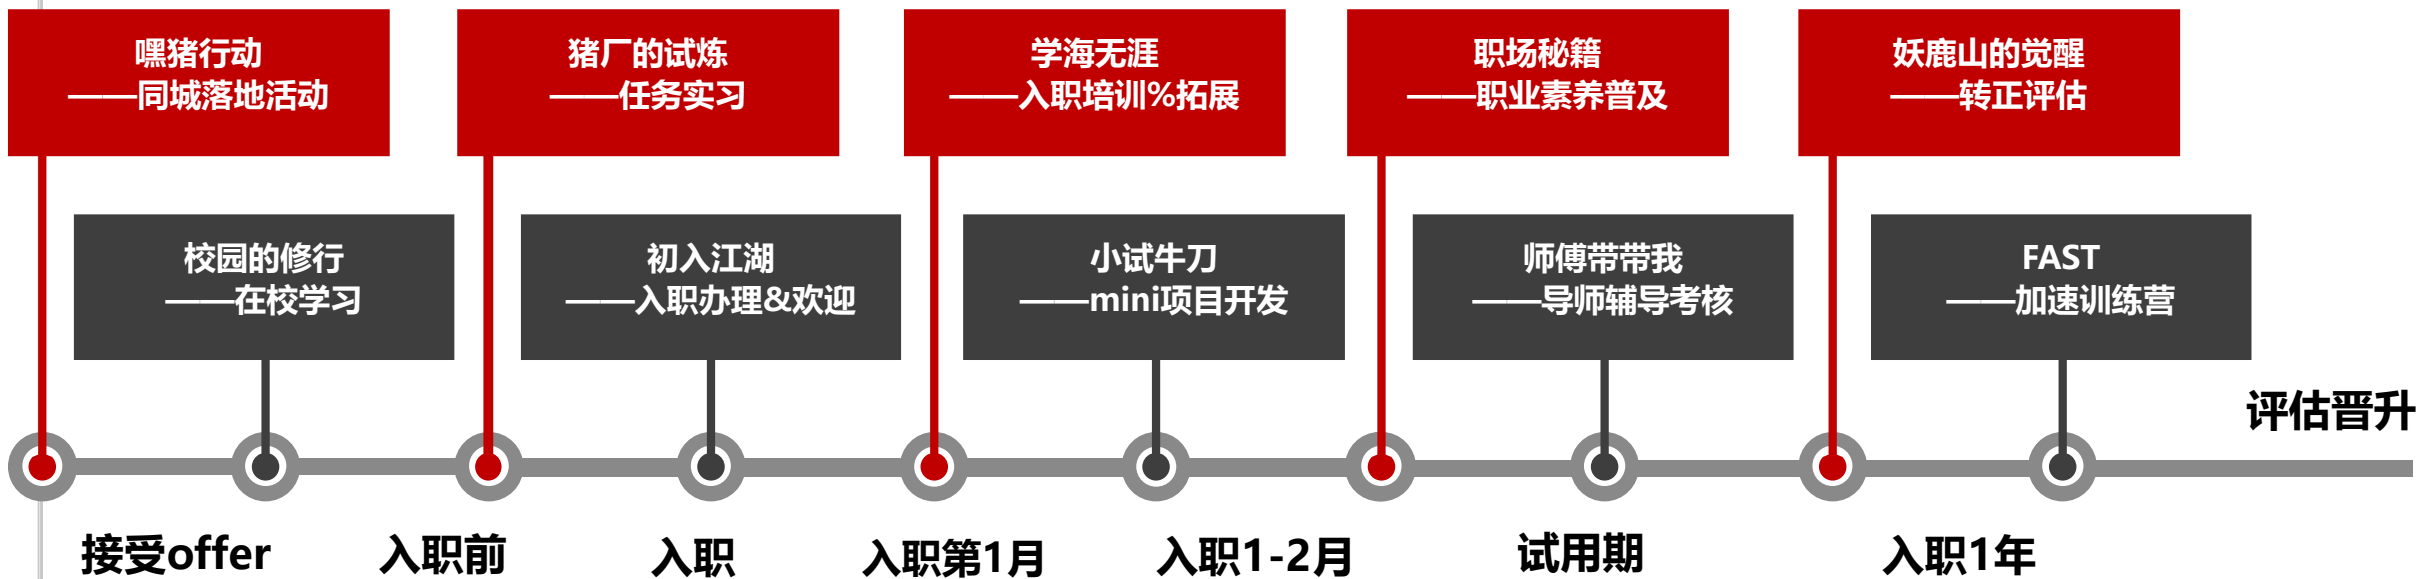 嘿猪行动
——同城落地活动
猪厂的试炼
——任务实习
学海无涯
——入职培训%拓展
职场秘籍
——职业素养普及
妖鹿山的觉醒
——转正评估
校园的修行
——在校学习
初入江湖
——入职办理&欢迎
小试牛刀
——mini项目开发
师傅带带我
——导师辅导考核
FAST
——加速训练营
评估晋升
接受offer
入职前
入职
入职第1月
入职1-2月
试用期
入职1年